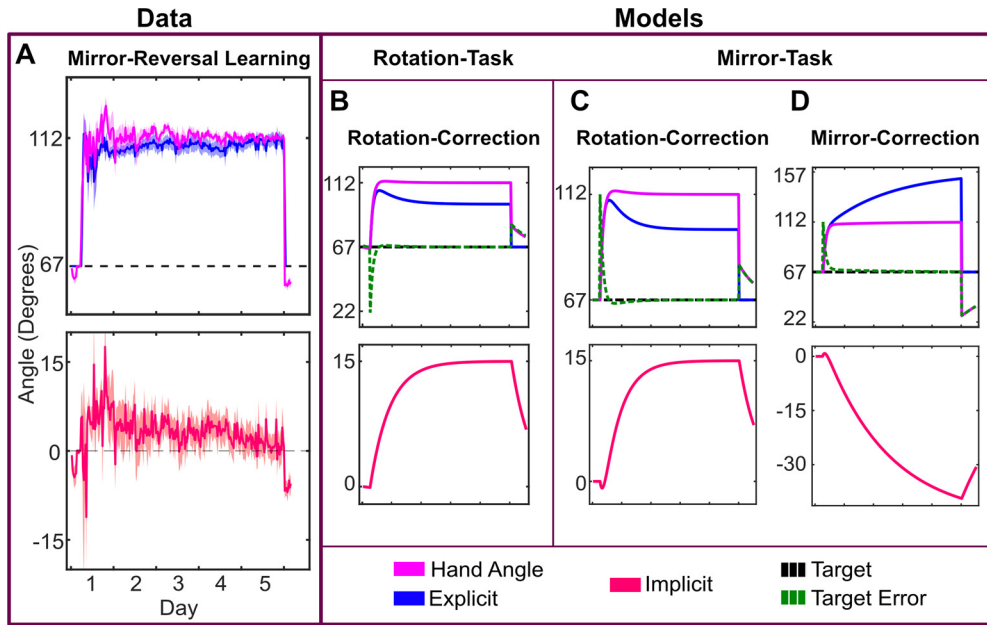 Data
Models
A
Mirror-Reversal Learning
112
67
15
0
-15
Angle (Degrees)
1 2 3 4 5
Day
Rotation-Task
Mirror-Task
B
Rotation-Correction
112
67
22
15
0
C
Rotation-Correction
112
67
15
0
D
Mirror-Correction
157
112
67
22
0
-15
-30
Hand Angle
Explicit
Implicit
Target
Target Error